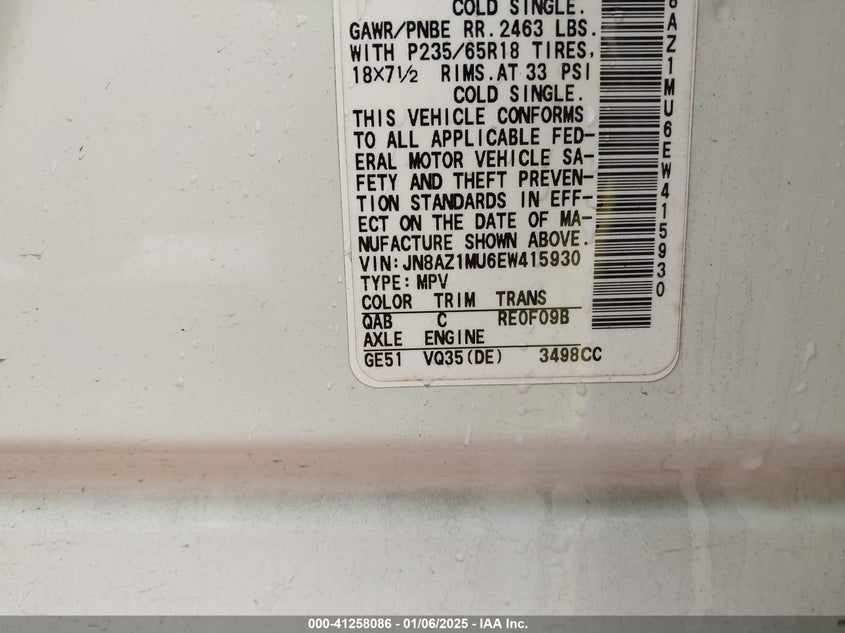 COLD SINGLE.
GAWR/PNBE RR. 2463 LBS.
WITH P235/65R18 TIRES,
18X7½ RIMS. AT 33 PSI
COLD SINGLE.
THIS VEHICLE CONFORMS
TO ALL APPLICABLE FED-
ERAL MOTOR VEHICLE SA-
FETY AND THEFT PREVEN-
TION STANDARDS IN EFF-
ECT ON THE DATE OF MA-
NUFACTURE SHOWN ABOVE.
VIN: JN8AZ1MU6EW415930
TYPE: MPV
COLOR TRIM TRANS
QAB C RE0F09B
AXLE ENGINE
GE51 VQ35(DE) 3498CC
8AZ1MU6EW415930
000-41258086 - 01/06/2025 - IAA Inc.